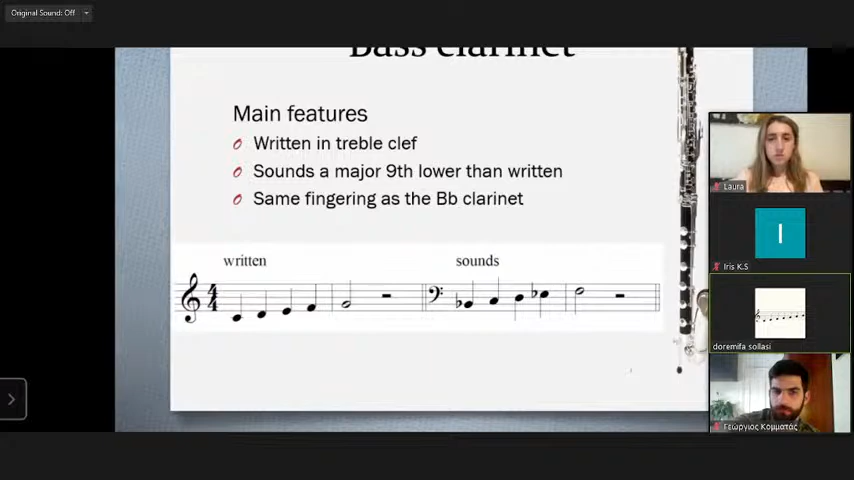 Original Sound: Off
Bass clarinet
Main features
Written in treble clef
Sounds a major 9th lower than written
Same fingering as the Bb clarinet
written
sounds
Laura
I
Iris K.S
doremifa sollasi
Γεώργιος Κομματάς